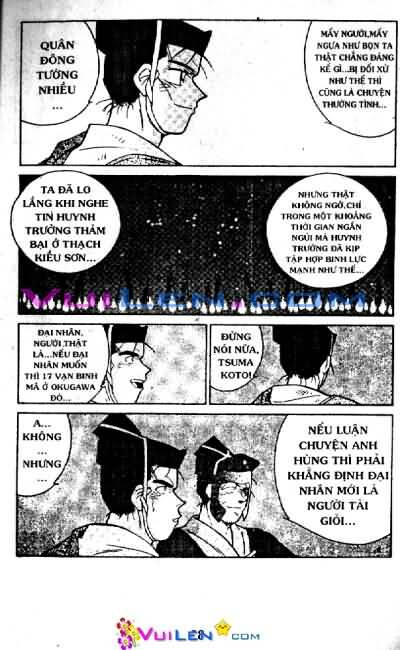 MẤY NGƯỜI,MẤY
NGỰA NHƯ BỌN TA
THẬT CHẲNG ĐÁNG
KỂ GÌ...BỊ ĐỐI XỬ
NHƯ THẾ THÌ
CŨNG LÀ CHUYỆN
THƯỜNG TÌNH...
QUÂN
ĐÔNG
TƯỚNG
NHIỀU
...
NHƯNG THẬT
KHÔNG NGỜ,CHỈ
TRONG MỘT KHOẢNG
THỜI GIAN NGẮN
NGỦI MÀ HUYNH
TRƯỞNG ĐÃ KỊP
TẬP HỢP BINH LỰC
MẠNH NHƯ THẾ...
TA ĐÃ LO
LẮNG KHI NGHE
TIN HUYNH
TRƯỞNG THẢM
BẠI Ở THẠCH
KIỀU SƠN...
VUILEN.COM
ĐỪNG
NÓI NỮA,
TSUMA
KOTO!
ĐẠI NHÂN,
NGƯỜI THẬT
LÀ...NẾU ĐẠI
NHÂN MUỐN
THÌ 17 VẠN BINH
MÃ Ở OKUGAWA
ĐÓ...
NẾU LUẬN
CHUYỆN ANH
HÙNG THÌ PHẢI
KHẲNG ĐỊNH ĐẠI
NHÂN MỚI LÀ
NGƯỜI TÀI
GIỎI...
A...
KHÔNG
...
NHƯNG...
VUILEN.COM